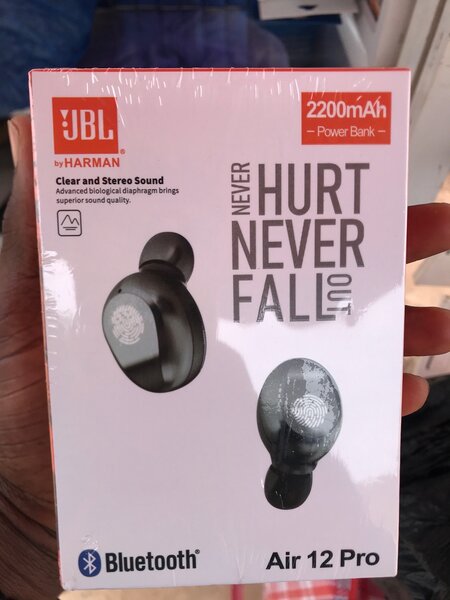 JBL
by HARMAN
2200mAh
Power Bank
Clear and Stereo Sound
Advanced biological diaphragm brings
superior sound quality.
NEVER
HURT
NEVER
FALL OUT
Bluetooth®
Air 12 Pro